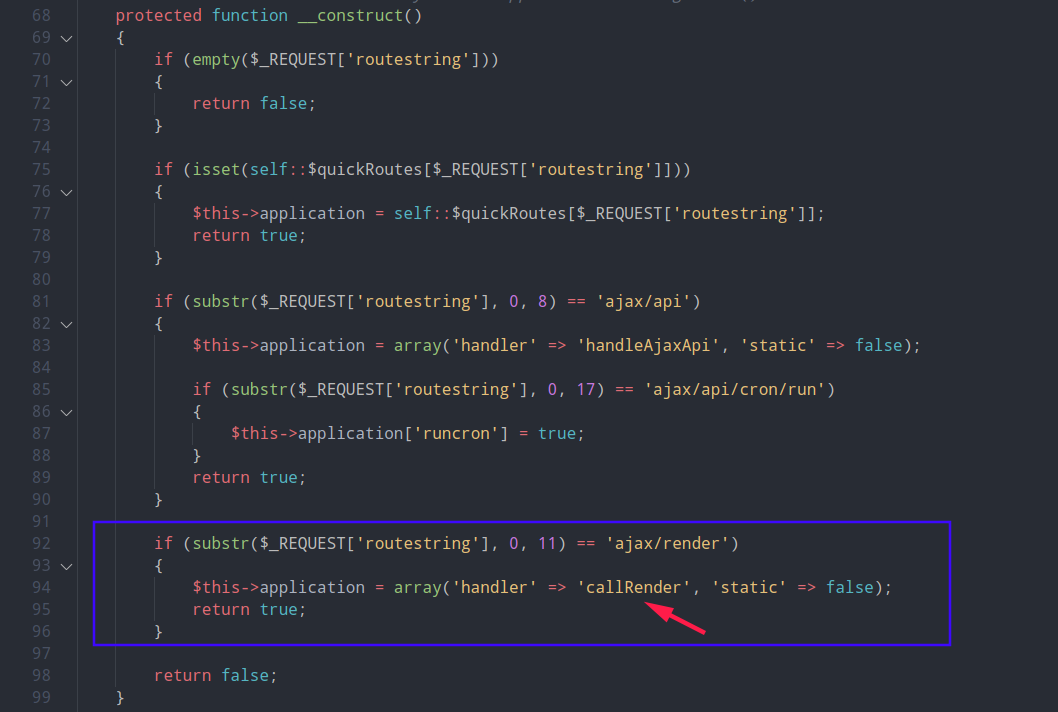 68 protected function __construct()
69 {
70 if (empty($_REQUEST['routestring']))
71 {
72 return false;
73 }
74
75 if (isset(self::$quickRoutes[$_REQUEST['routestring']]))
76 {
77 $this->application = self::$quickRoutes[$_REQUEST['routestring']];
78 return true;
79 }
80
81 if (substr($_REQUEST['routestring'], 0, 8) == 'ajax/api')
82 {
83 $this->application = array('handler' => 'handleAjaxApi', 'static' => false);
84
85 if (substr($_REQUEST['routestring'], 0, 17) == 'ajax/api/cron/run')
86 {
87 $this->application['runcron'] = true;
88 }
89 return true;
90 }
91
92 if (substr($_REQUEST['routestring'], 0, 11) == 'ajax/render')
93 {
94 $this->application = array('handler' => 'callRender', 'static' => false);
95 return true;
96 }
97
98 return false;
99 }